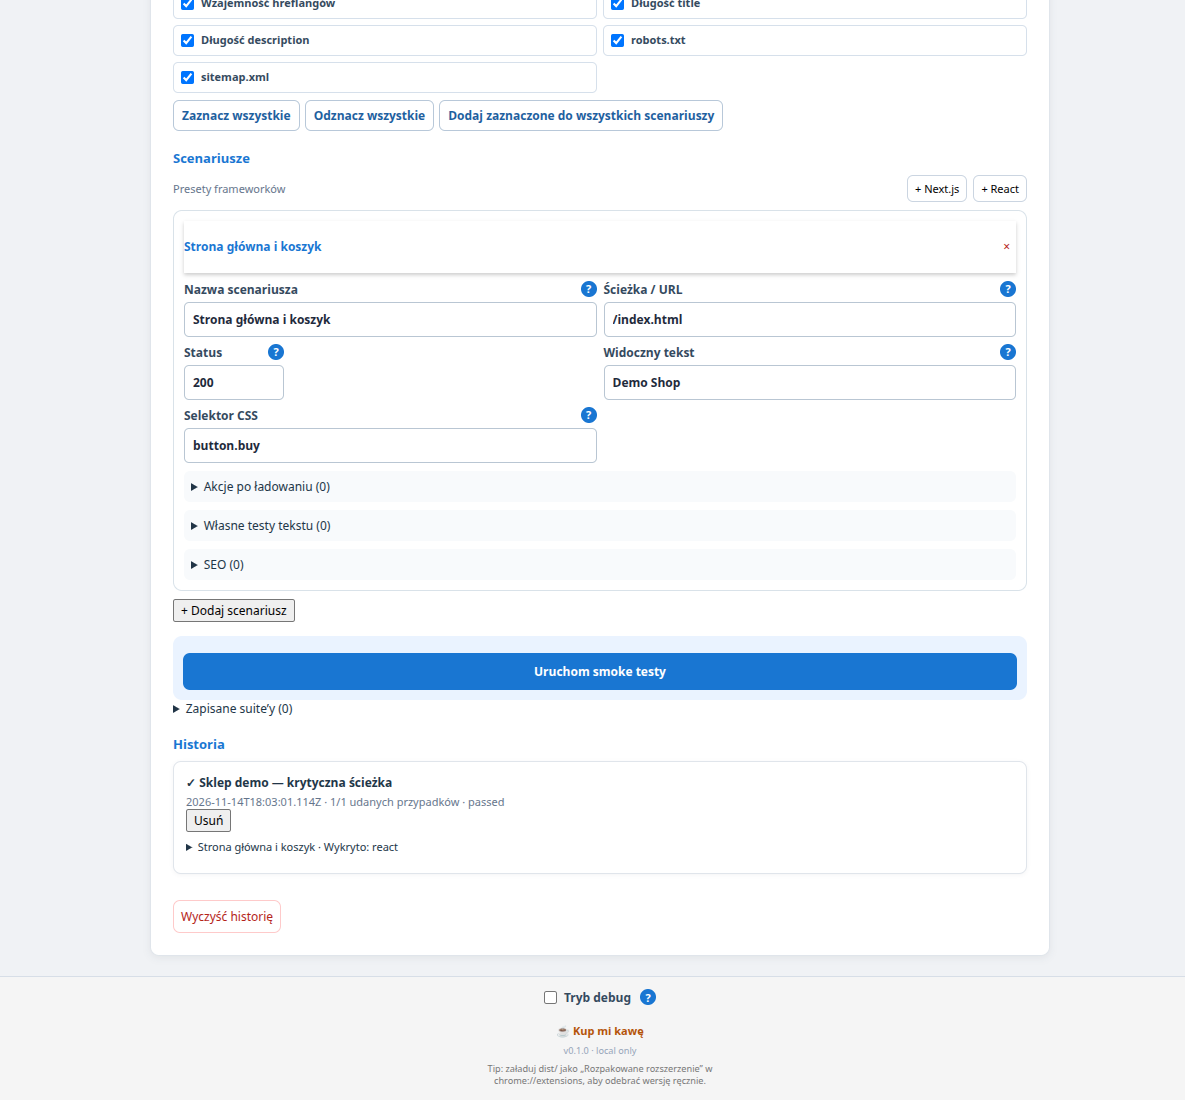 Wzajemność hreflangów
Długość title
Długość description
robots.txt
sitemap.xml
Zaznacz wszystkie
Odznacz wszystkie
Dodaj zaznaczone do wszystkich scenariuszy
Scenariusze
Presety frameworków
+ Next.js
+ React
Strona główna i koszyk
×
Nazwa scenariusza
?
Ścieżka / URL
?
Strona główna i koszyk
/index.html
Status
?
Widoczny tekst
?
200
Demo Shop
Selektor CSS
?
button.buy
Akcje po ładowaniu (0)
Własne testy tekstu (0)
SEO (0)
+ Dodaj scenariusz
Uruchom smoke testy
Zapisane suite’y (0)
Historia
✓ Sklep demo — krytyczna ścieżka
2026-11-14T18:03:01.114Z · 1/1 udanych przypadków · passed
Usuń
Strona główna i koszyk · Wykryto: react
Wyczyść historię
Tryb debug
?
☕ Kup mi kawę
v0.1.0 · local only
Tip: załaduj dist/ jako „Rozpakowane rozszerzenie” w
chrome://extensions, aby odebrać wersję ręcznie.